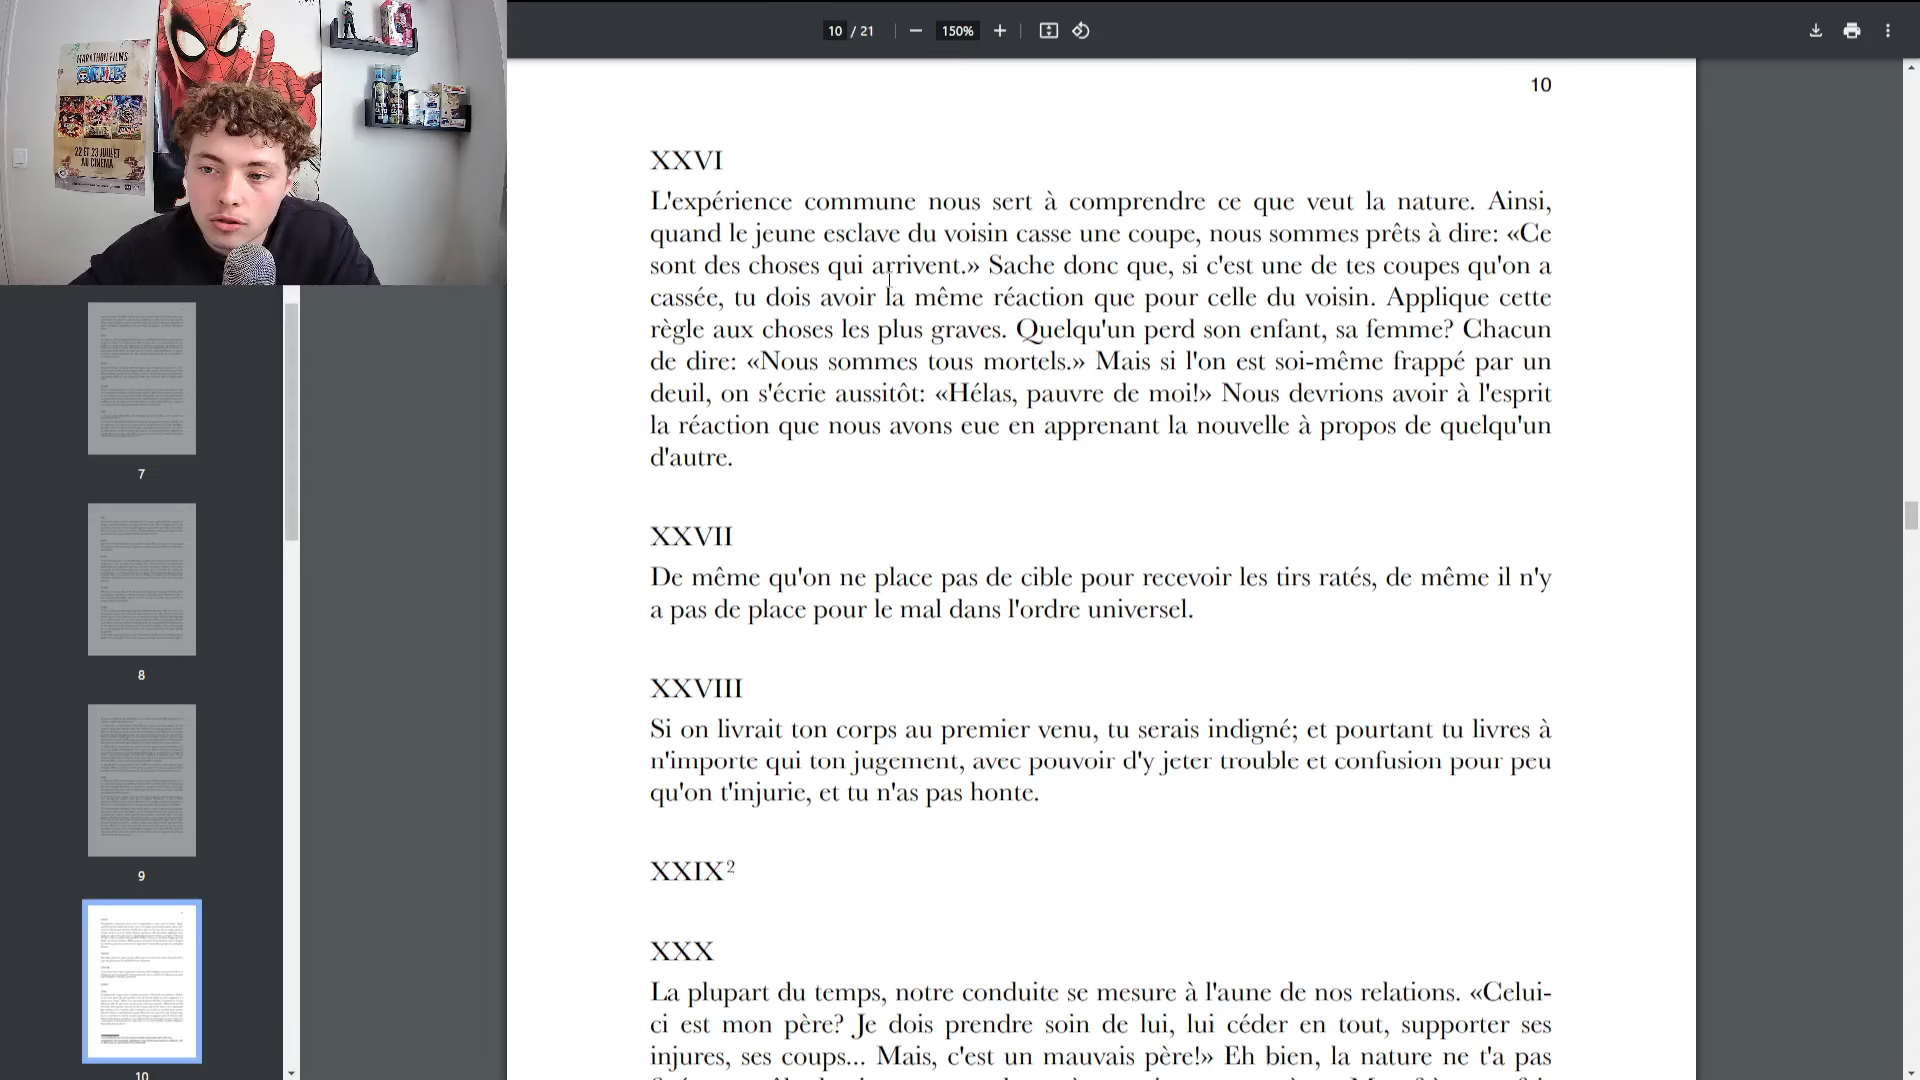 MARATHON FILMS
ONE PIECE
22 ET 23 JUILLET
AU CINEMA
10 / 21
150%
7
8
9
10
10
XXVI
L'expérience commune nous sert à comprendre ce que veut la nature. Ainsi,
quand le jeune esclave du voisin casse une coupe, nous sommes prêts à dire: «Ce
sont des choses qui arrivent.» Sache donc que, si c'est une de tes coupes qu'on a
cassée, tu dois avoir la même réaction que pour celle du voisin. Applique cette
règle aux choses les plus graves. Quelqu'un perd son enfant, sa femme? Chacun
de dire: «Nous sommes tous mortels.» Mais si l'on est soi-même frappé par un
deuil, on s'écrie aussitôt: «Hélas, pauvre de moi!» Nous devrions avoir à l'esprit
la réaction que nous avons eue en apprenant la nouvelle à propos de quelqu'un
d'autre.
XXVII
De même qu'on ne place pas de cible pour recevoir les tirs ratés, de même il n'y
a pas de place pour le mal dans l'ordre universel.
XXVIII
Si on livrait ton corps au premier venu, tu serais indigné; et pourtant tu livres à
n'importe qui ton jugement, avec pouvoir d'y jeter trouble et confusion pour peu
qu'on t'injurie, et tu n'as pas honte.
XXIX²
XXX
La plupart du temps, notre conduite se mesure à l'aune de nos relations. «Celui-
ci est mon père? Je dois prendre soin de lui, lui céder en tout, supporter ses
injures, ses coups... Mais, c'est un mauvais père!» Eh bien, la nature ne t'a pas